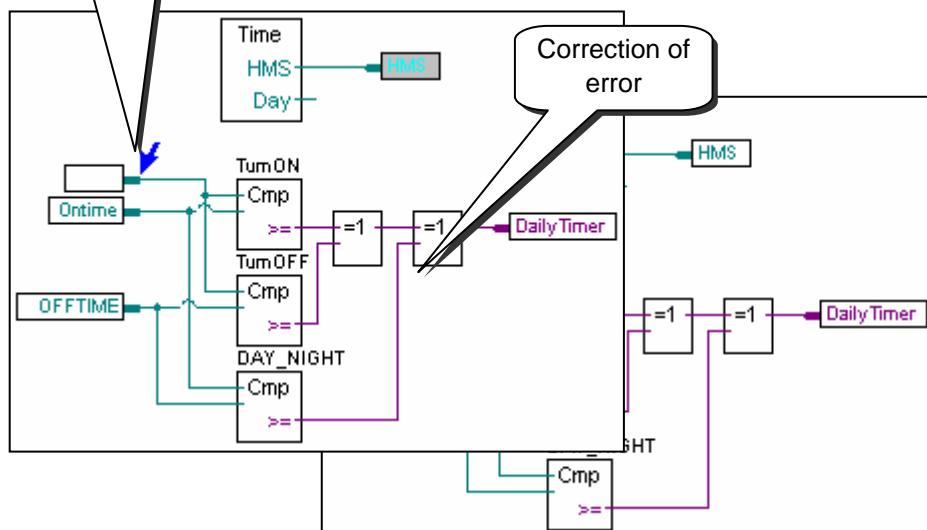 Time
HMS
HMS
Day
Correction of
error
HMS
TurnON
Cmp
>=
Ontime
=1
=1
DailyTimer
TurnOFF
Cmp
>=
OFFTIME
=1
=1
DailyTimer
DAY_NIGHT
Cmp
>=
GHT
Cmp
>=